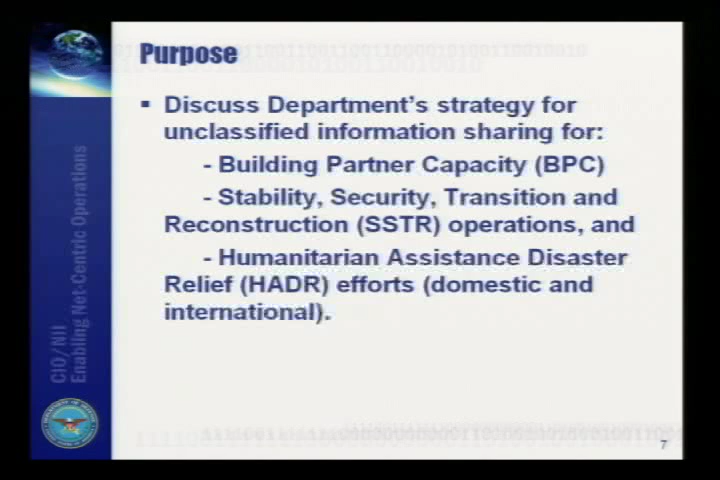 Purpose
▪ Discuss Department's strategy for
unclassified information sharing for:
- Building Partner Capacity (BPC)
- Stability, Security, Transition and
Reconstruction (SSTR) operations, and
- Humanitarian Assistance Disaster
Relief (HADR) efforts (domestic and
international).
CIO/NII
Enabling Net-Centric Operations
7